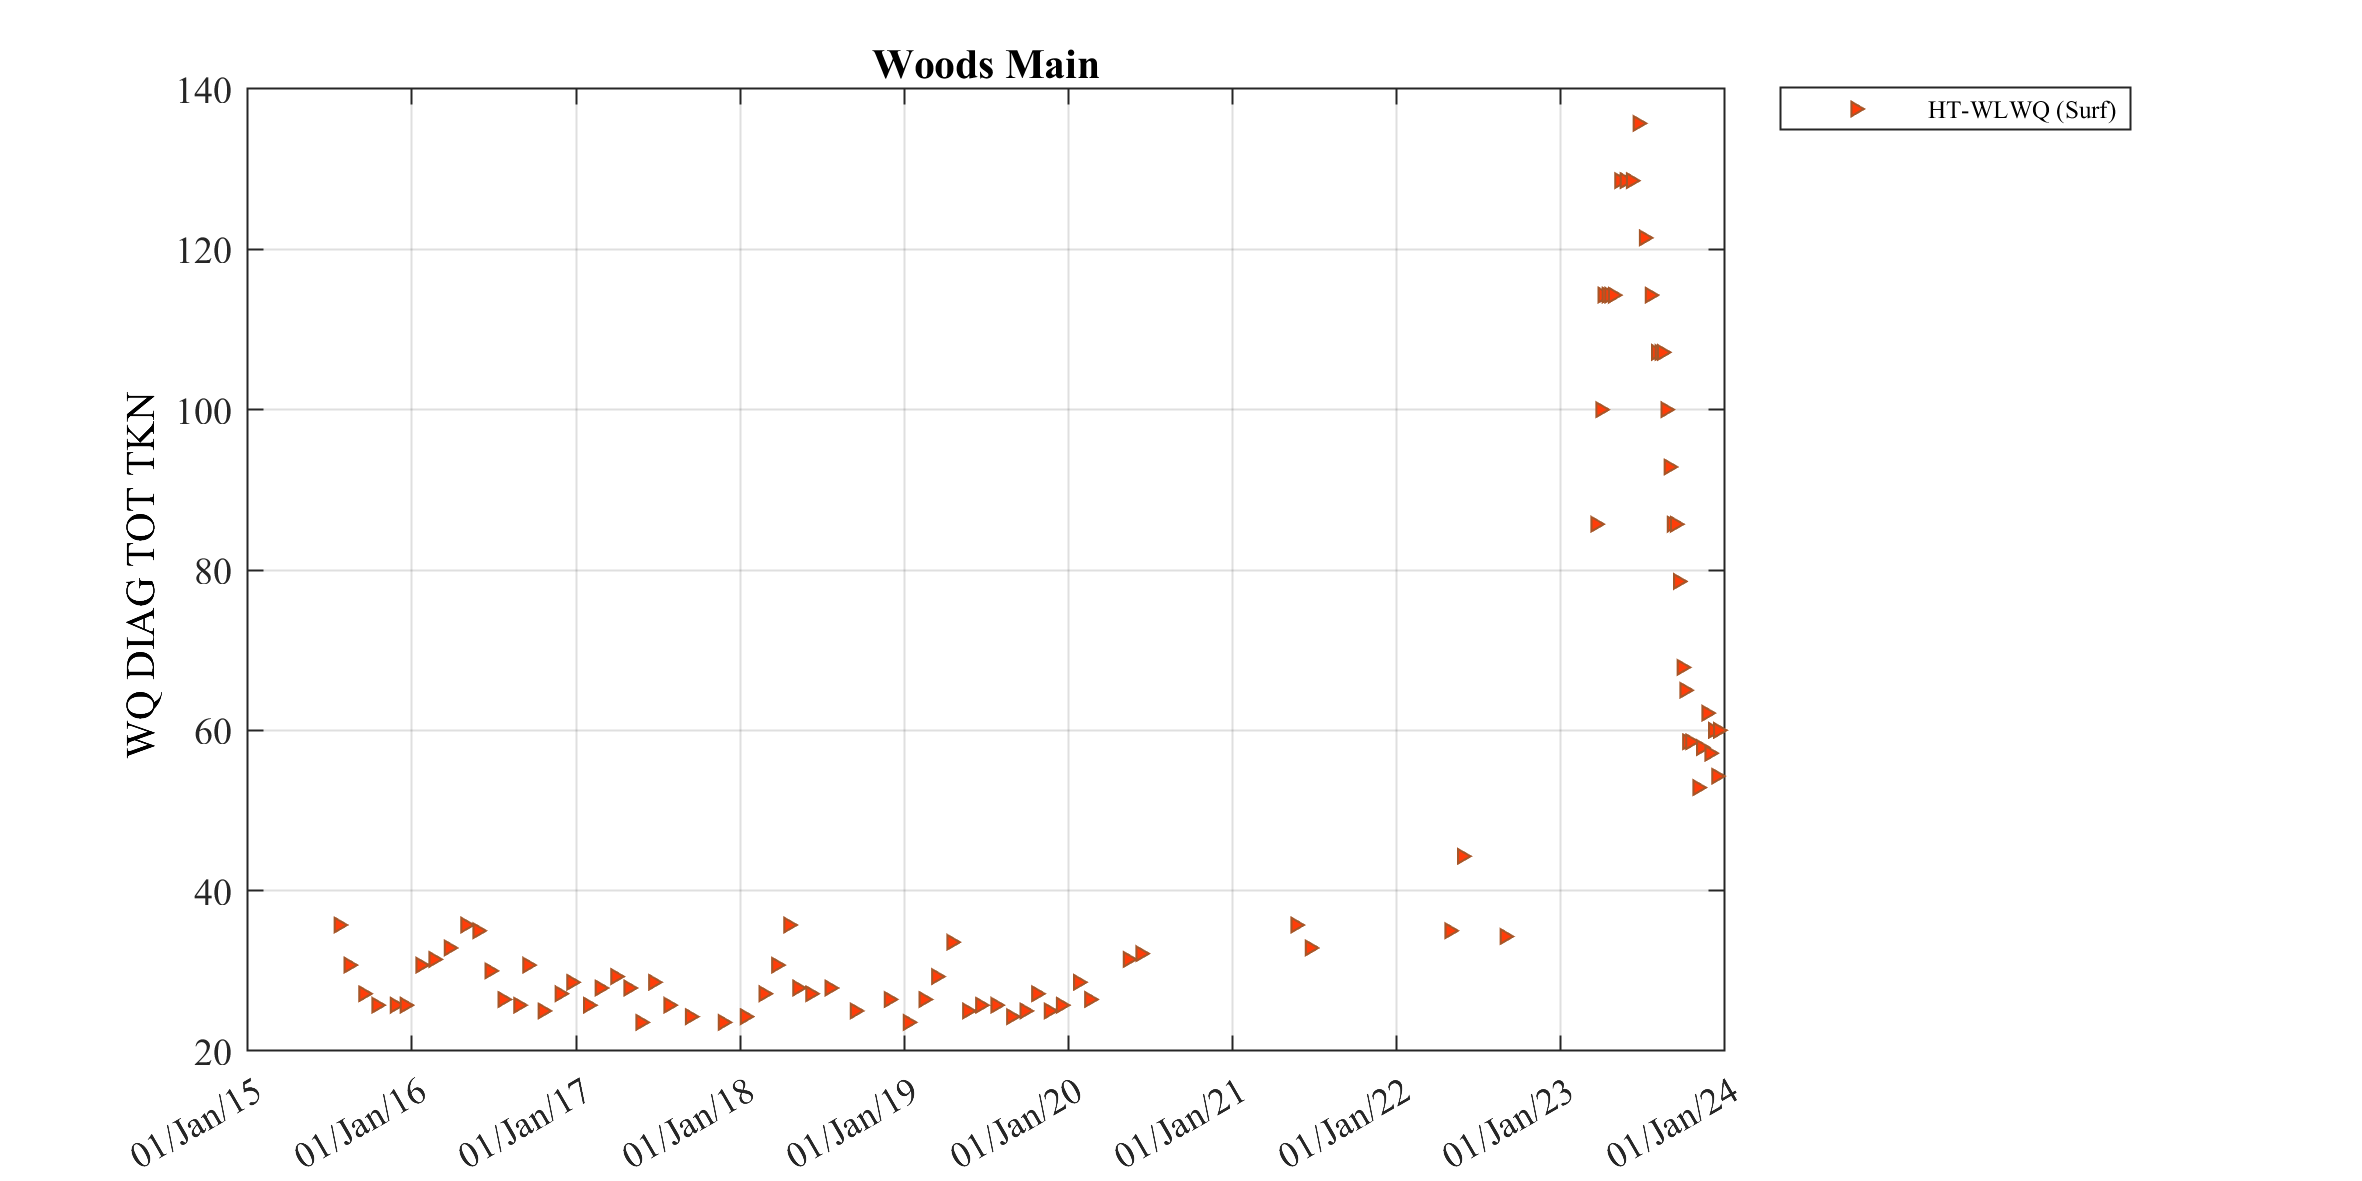 Woods Main
HT-WLWQ (Surf)
WQ DIAG TOT TKN
140
120
100
80
60
40
20
01/Jan/15
01/Jan/16
01/Jan/17
01/Jan/18
01/Jan/19
01/Jan/20
01/Jan/21
01/Jan/22
01/Jan/23
01/Jan/24